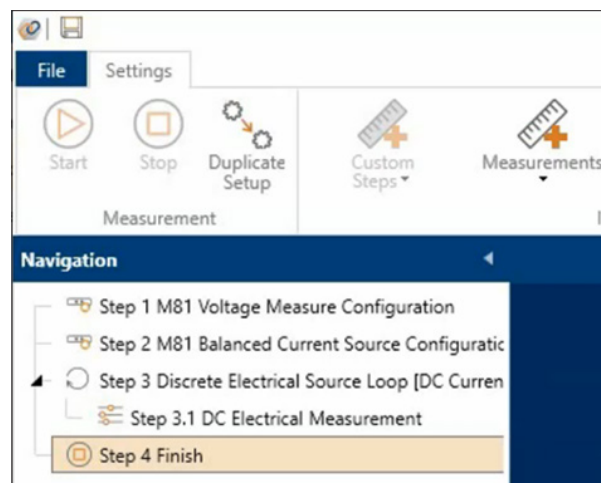 File Settings
Start Stop Duplicate Setup Custom Steps Measurements
Measurement
Navigation
Step 1 M81 Voltage Measure Configuration
Step 2 M81 Balanced Current Source Configuratic
Step 3 Discrete Electrical Source Loop [DC Curren
Step 3.1 DC Electrical Measurement
Step 4 Finish